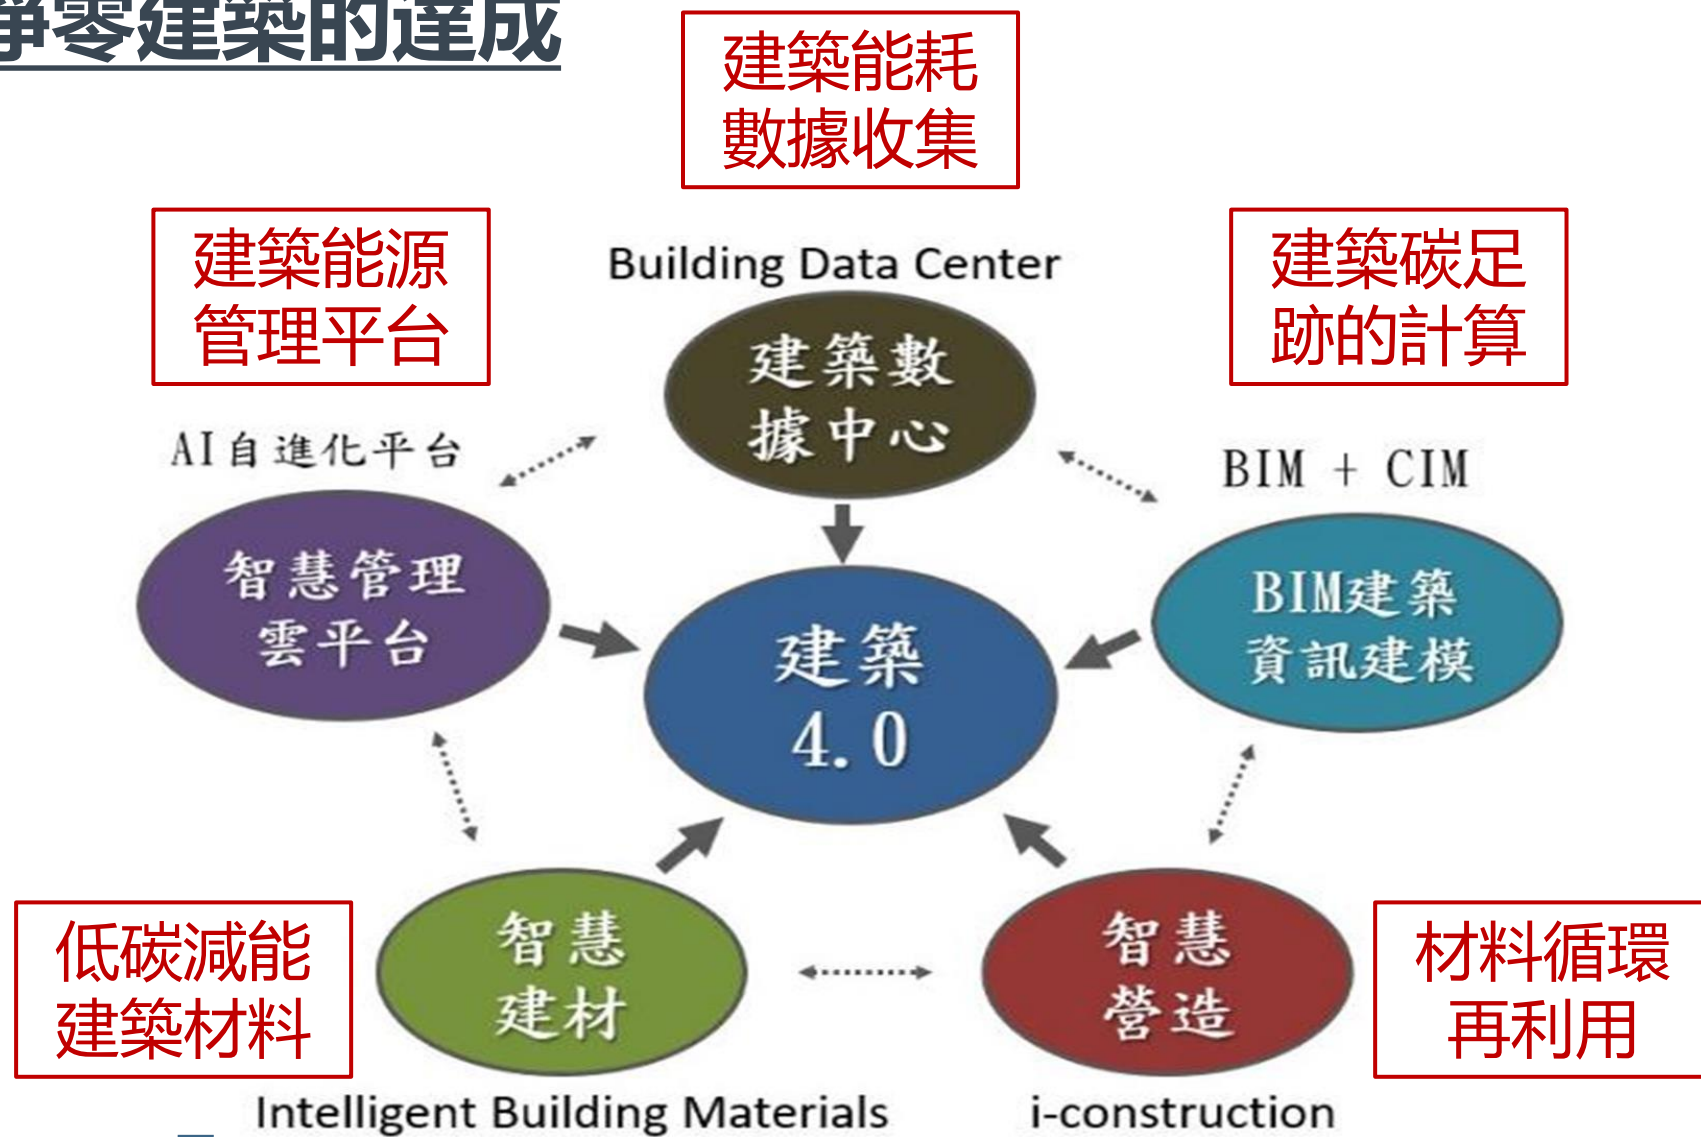 淨零建築的達成
建築能耗
數據收集
建築能源
管理平台
建築碳足
跡的計算
Building Data Center
建築數
據中心
AI自進化平台
BIM + CIM
智慧管理
雲平台
BIM建築
資訊建模
建築
4.0
低碳減能
建築材料
智慧
建材
智慧
營造
材料循環
再利用
Intelligent Building Materials
i-construction